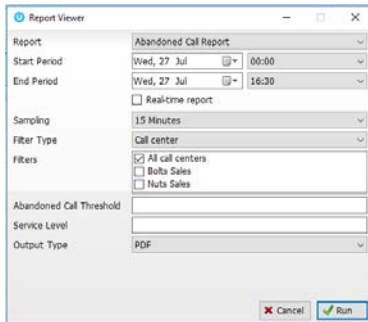 Report Viewer
Report Abandoned Call Report
Start Period Wed, 27 Jul 00:00
End Period Wed, 27 Jul 16:30
Real-time report
Sampling 15 Minutes
Filter Type Call center
Filters All call centers
Bolts Sales
Nuts Sales
Abandoned Call Threshold
Service Level
Output Type PDF
Cancel Run